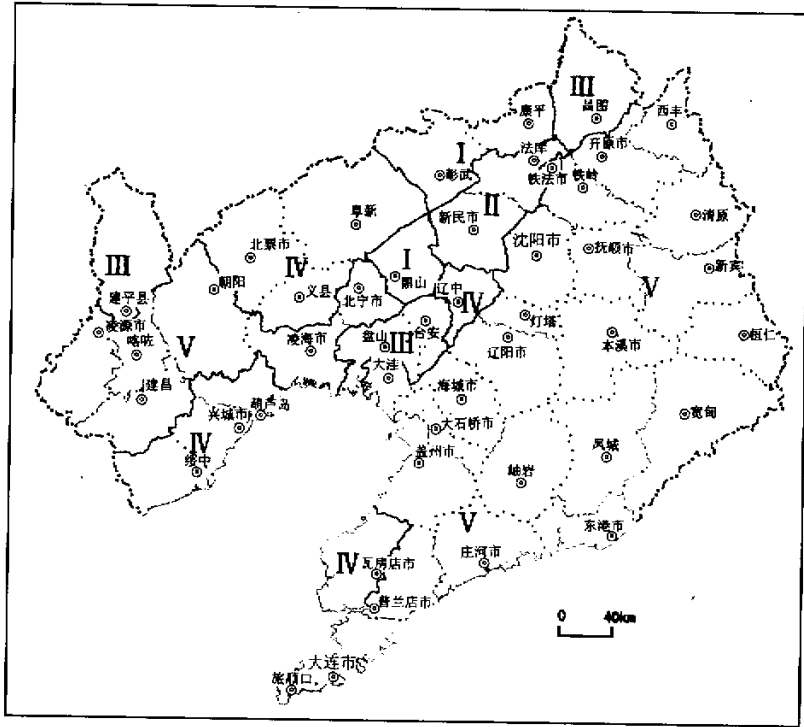 III
昌图
康平
西丰
法库
开原市
I
彰武
铁法市
铁岭
II
新民市
阜新
清原
沈阳市
抚顺市
北票市
新宾
III
IV
I
黑山
V
朝阳
义县
北宁市
辽中
IV
建平县
凌源市
喀咗
V
凌海市
盘山
III
台安
灯塔
辽阳市
本溪市
桓仁
大洼
建昌
海城市
兴城市
葫芦岛
大石桥市
宽甸
IV
绥中
盖州市
岫岩
凤城
V
东港市
庄河市
IV
瓦房店市
普兰店市
0 40km
大连市
旅顺口